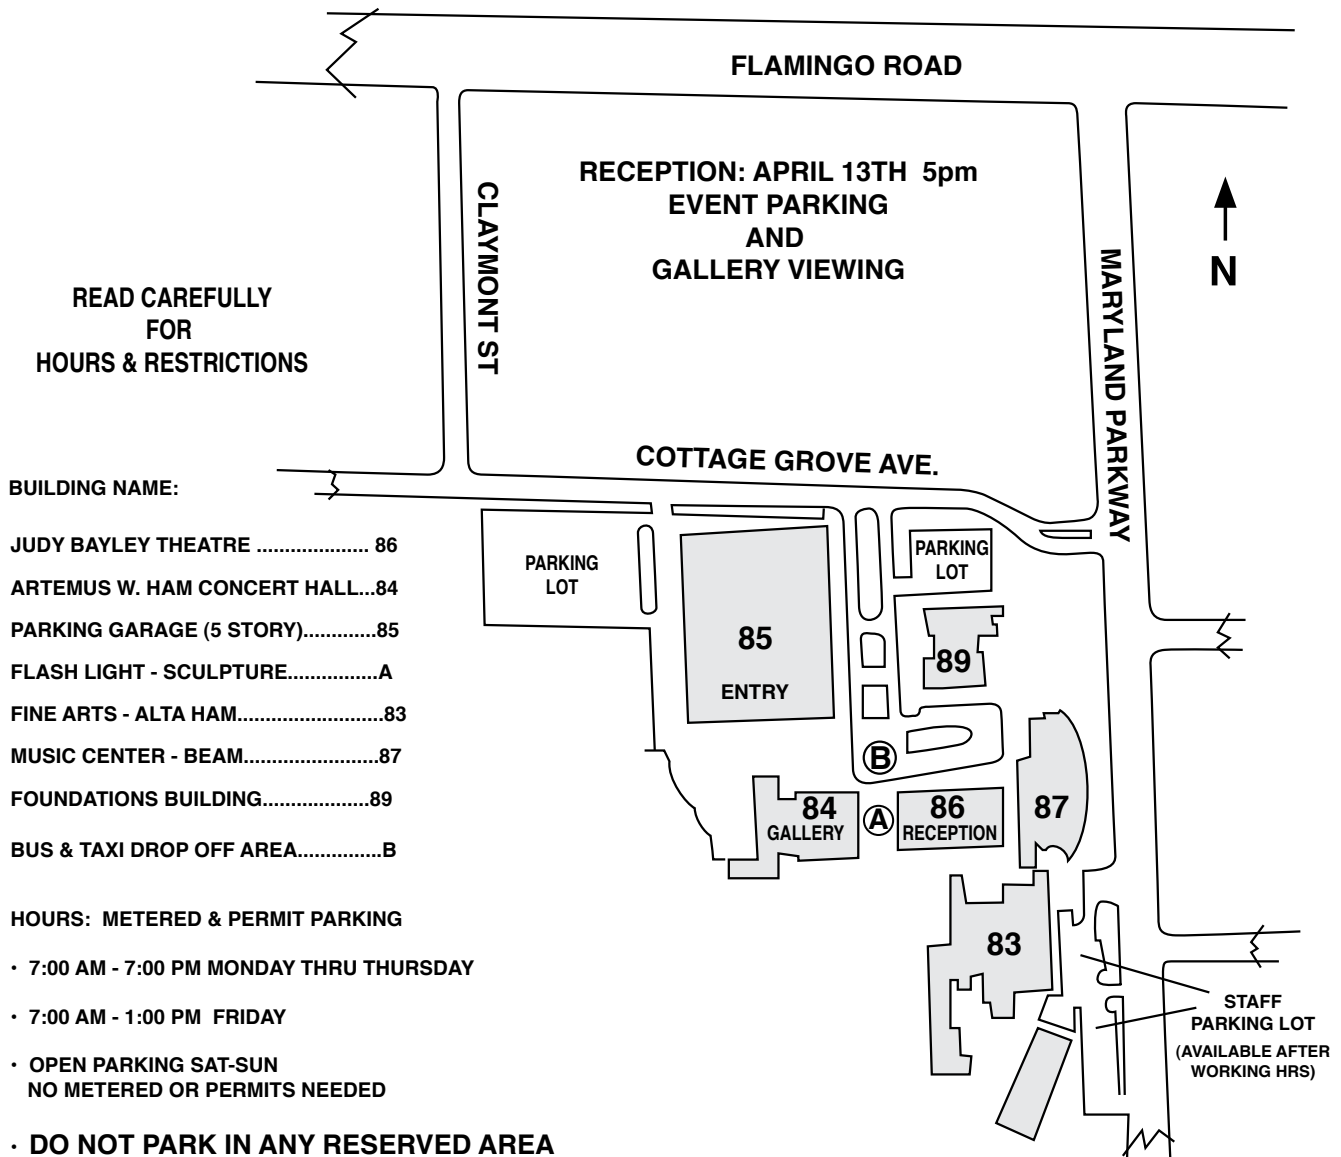 FLAMINGO ROAD
RECEPTION: APRIL 13TH 5pm
EVENT PARKING
AND
GALLERY VIEWING
CLAYMONT ST
MARYLAND PARKWAY
N
READ CAREFULLY
FOR
HOURS & RESTRICTIONS
COTTAGE GROVE AVE.
BUILDING NAME:
JUDY BAYLEY THEATRE .................... 86
ARTEMUS W. HAM CONCERT HALL...84
PARKING GARAGE (5 STORY).............85
FLASH LIGHT - SCULPTURE................A
FINE ARTS - ALTA HAM..........................83
MUSIC CENTER - BEAM........................87
FOUNDATIONS BUILDING...................89
BUS & TAXI DROP OFF AREA...............B
HOURS: METERED & PERMIT PARKING
· 7:00 AM - 7:00 PM MONDAY THRU THURSDAY
· 7:00 AM - 1:00 PM FRIDAY
· OPEN PARKING SAT-SUN
NO METERED OR PERMITS NEEDED
· DO NOT PARK IN ANY RESERVED AREA
PARKING
LOT
PARKING
LOT
85
ENTRY
89
B
84
GALLERY
A
86
RECEPTION
87
83
STAFF
PARKING LOT
(AVAILABLE AFTER
WORKING HRS)